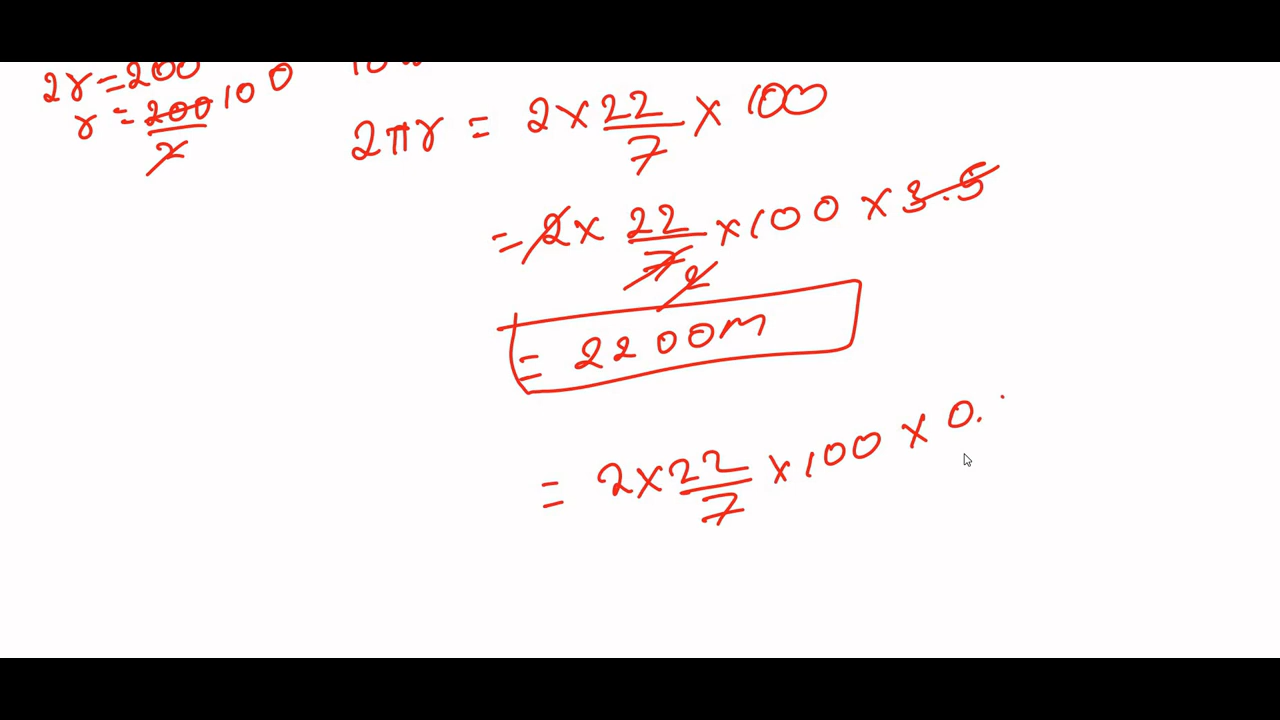 2r = 200
r = 200/2 100
2πr = 2 × 22/7 × 100
= 2 × 22/7 2 × 100 × 3.5
= 2200m
= 2 × 22/7 × 100 × 0.